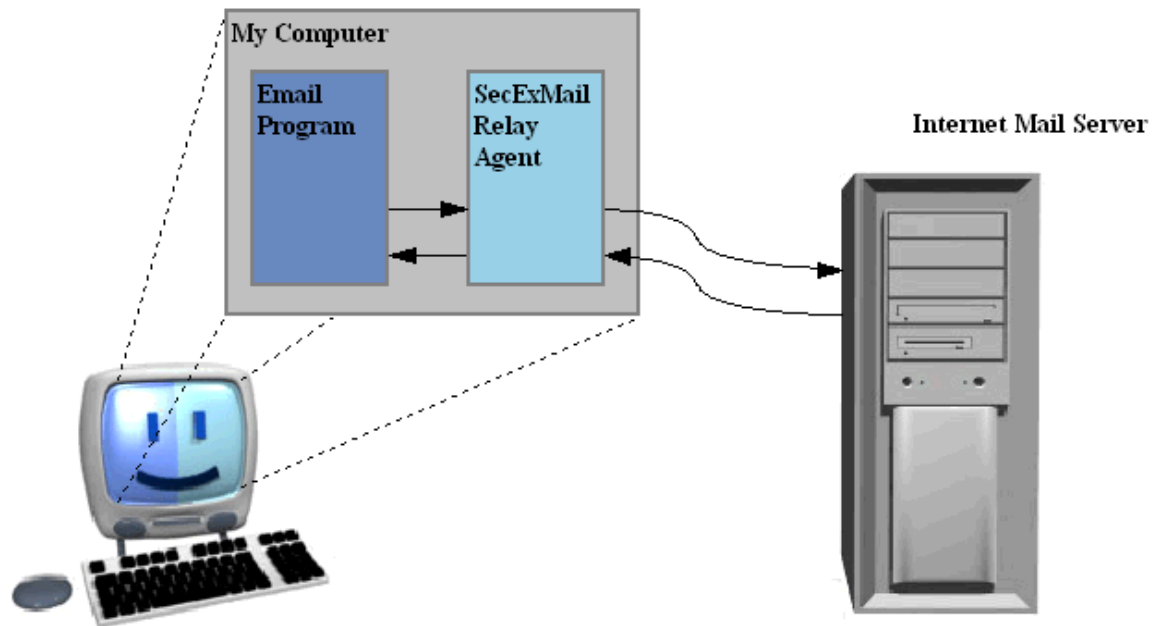 My Computer
Email
Program
SecExMail
Relay
Agent
Internet Mail Server